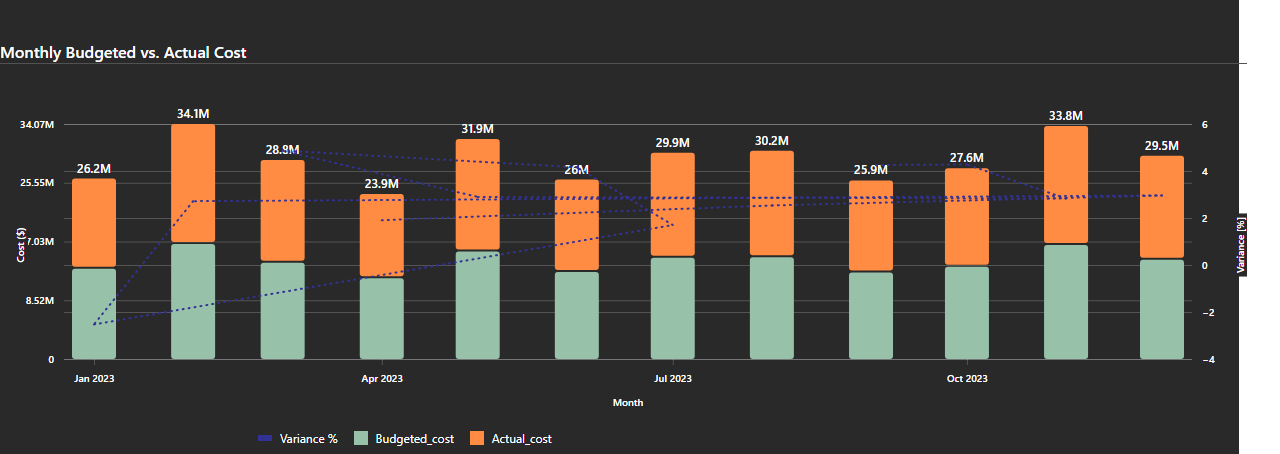 Monthly Budgeted vs. Actual Cost
34.1M
33.8M
31.9M
30.2M
29.9M
29.5M
28.8M
27.6M
26.2M
26M
25.9M
23.9M
34.07M
25.55M
7.03M
8.52M
0
Cost ($)
6
4
2
0
−2
−4
Variance [%]
Jan 2023
Apr 2023
Jul 2023
Oct 2023
Month
Variance %
Budgeted_cost
Actual_cost